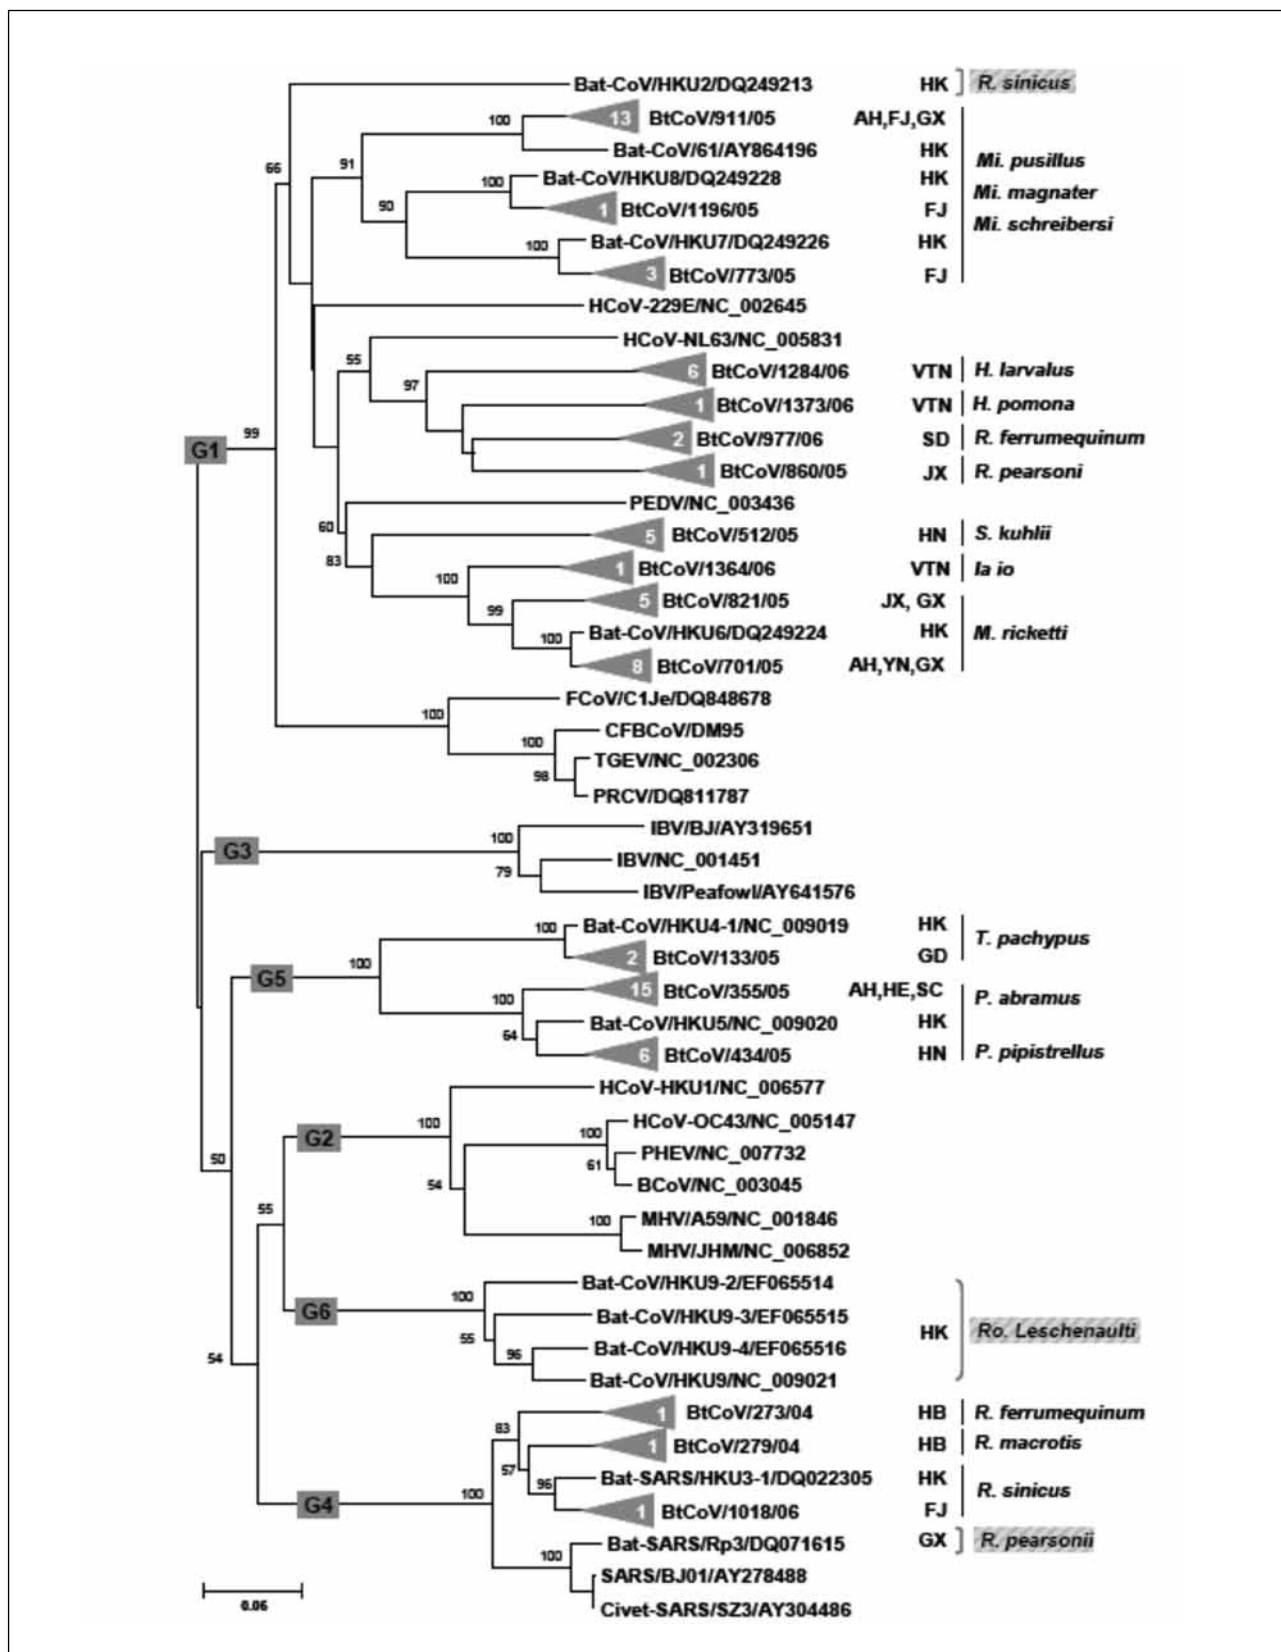 Bat-CoV/HKU2/DQ249213 HK R. sinicus
100 13 BtCoV/911/05 AH,FJ,GX
Bat-CoV/61/AY864196 HK Mi. pusillus
66 91
100 Bat-CoV/HKU8/DQ249228 HK Mi. magnater
90 1 BtCoV/1196/05 FJ Mi. schreibersi
100 Bat-CoV/HKU7/DQ249226 HK
3 BtCoV/773/05 FJ
HCoV-229E/NC_002645
HCoV-NL63/NC_005831
55 6 BtCoV/1284/06 VTN H. larvalus
97 1 BtCoV/1373/06 VTN H. pomona
G1 99 2 BtCoV/977/06 SD R. ferrumequinum
1 BtCoV/860/05 JX R. pearsoni
PEDV/NC_003436
60 5 BtCoV/512/05 HN S. kuhlii
83 1 BtCoV/1364/06 VTN Ia io
100 5 BtCoV/821/05 JX, GX
99 Bat-CoV/HKU6/DQ249224 HK M. ricketti
100 8 BtCoV/701/05 AH,YN,GX
FCoV/C1Je/DQ848678
100 CFBCoV/DM95
100 TGEV/NC_002306
98 PRCV/DQ811787
IBV/BJ/AY319651
G3 100 IBV/NC_001451
79 IBV/Peafowl/AY641576
100 Bat-CoV/HKU4-1/NC_009019 HK T. pachypus
2 BtCoV/133/05 GD
G5 100 15 BtCoV/355/05 AH,HE,SC P. abramus
100 Bat-CoV/HKU5/NC_009020 HK
64 6 BtCoV/434/05 HN P. pipistrellus
HCoV-HKU1/NC_006577
G2 100 HCoV-OC43/NC_005147
100 PHEV/NC_007732
50 61 BCoV/NC_003045
54 100 MHV/A59/NC_001846
55 MHV/JHM/NC_006852
Bat-CoV/HKU9-2/EF065514
G6 100 Bat-CoV/HKU9-3/EF065515 HK Ro. Leschenaulti
55 Bat-CoV/HKU9-4/EF065516
54 96 Bat-CoV/HKU9/NC_009021
1 BtCoV/273/04 HB R. ferrumequinum
83 1 BtCoV/279/04 HB R. macrotis
57 Bat-SARS/HKU3-1/DQ022305 HK R. sinicus
G4 100 96 1 BtCoV/1018/06 FJ
Bat-SARS/Rp3/DQ071615 GX R. pearsonii
100 SARS/BJ01/AY278488
Civet-SARS/SZ3/AY304486
0.06